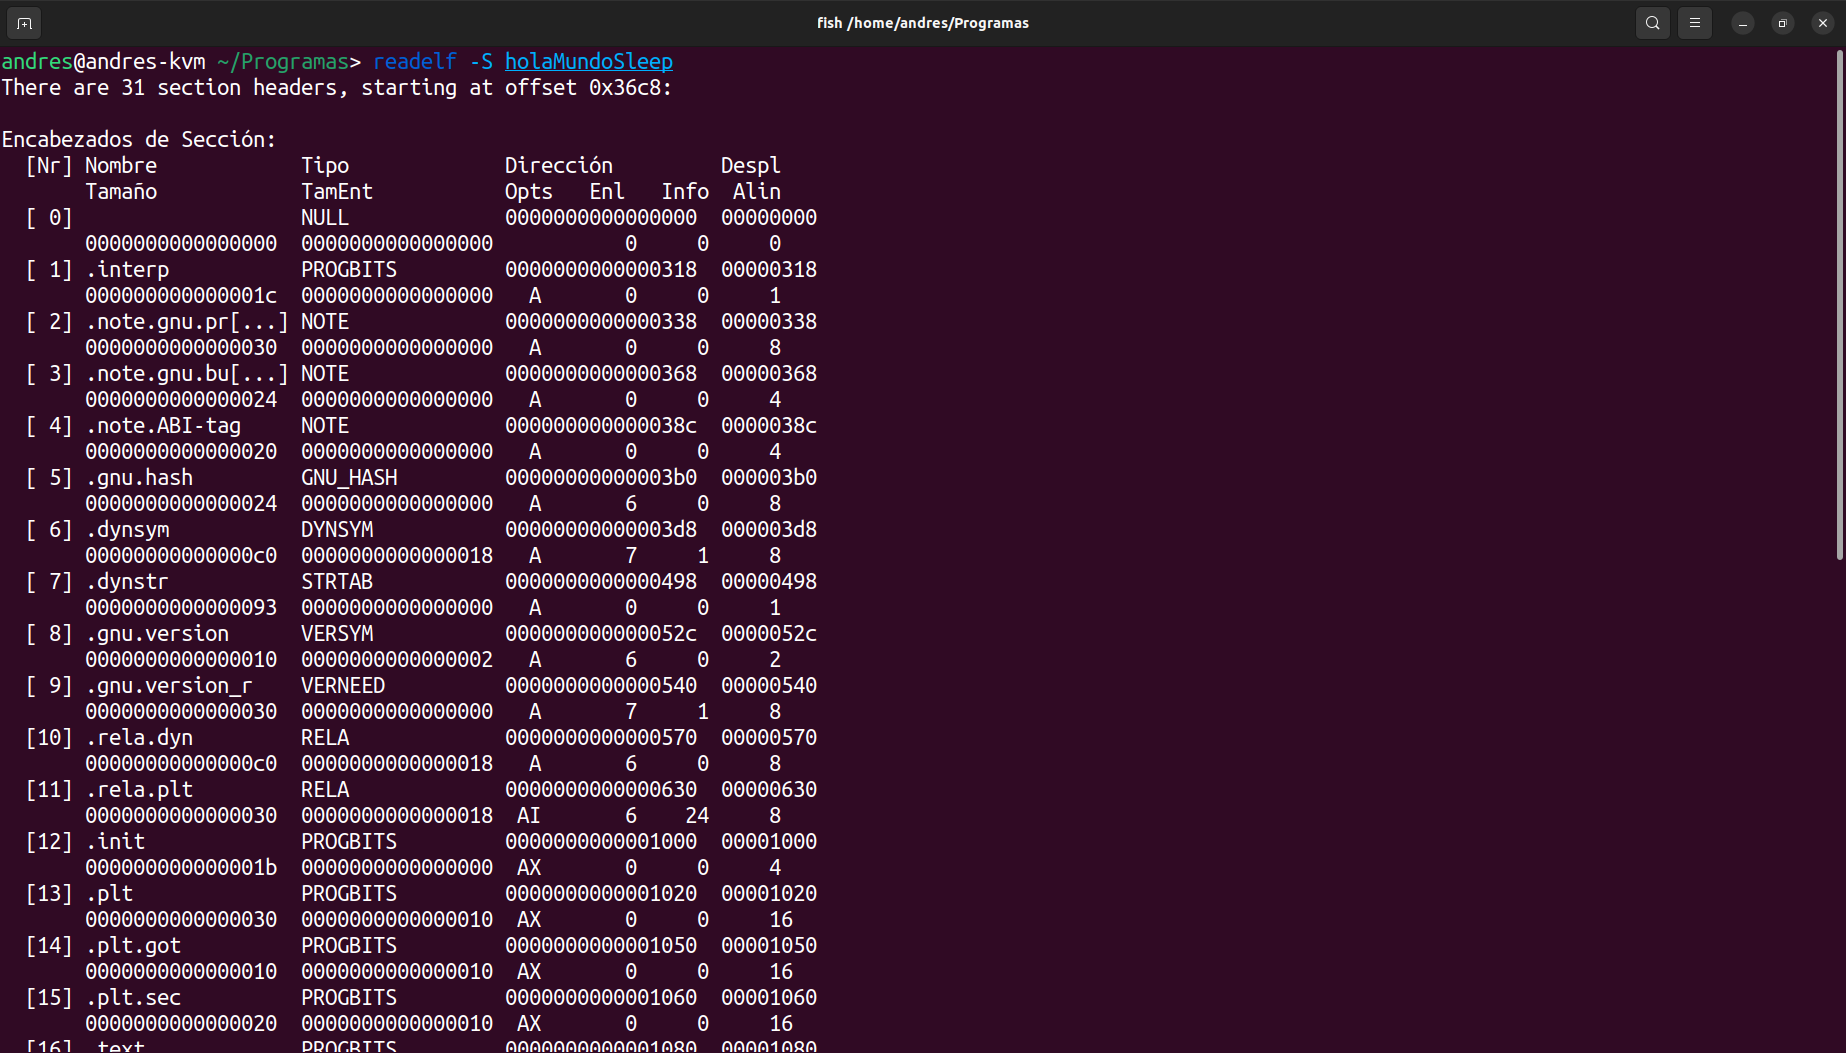 fish /home/andres/Programas
andres@andres-kvm ~/Programas> readelf -S holaMundoSleep
There are 31 section headers, starting at offset 0x36c8:
Encabezados de Sección:
[Nr] Nombre Tipo Dirección Despl
Tamaño TamEnt Opts Enl Info Alin
[ 0] NULL 0000000000000000 00000000
0000000000000000 0000000000000000 0 0 0
[ 1] .interp PROGBITS 0000000000000318 00000318
000000000000001c 0000000000000000 A 0 0 1
[ 2] .note.gnu.pr[...] NOTE 0000000000000338 00000338
0000000000000030 0000000000000000 A 0 0 8
[ 3] .note.gnu.bu[...] NOTE 0000000000000368 00000368
0000000000000024 0000000000000000 A 0 0 4
[ 4] .note.ABI-tag NOTE 000000000000038c 0000038c
0000000000000020 0000000000000000 A 0 0 4
[ 5] .gnu.hash GNU_HASH 00000000000003b0 000003b0
0000000000000024 0000000000000000 A 6 0 8
[ 6] .dynsym DYNSYM 00000000000003d8 000003d8
00000000000000c0 0000000000000018 A 7 1 8
[ 7] .dynstr STRTAB 0000000000000498 00000498
0000000000000093 0000000000000000 A 0 0 1
[ 8] .gnu.version VERSYM 000000000000052c 0000052c
0000000000000010 0000000000000002 A 6 0 2
[ 9] .gnu.version_r VERNEED 0000000000000540 00000540
0000000000000030 0000000000000000 A 7 1 8
[10] .rela.dyn RELA 0000000000000570 00000570
00000000000000c0 0000000000000018 A 6 0 8
[11] .rela.plt RELA 0000000000000630 00000630
0000000000000030 0000000000000018 AI 6 24 8
[12] .init PROGBITS 0000000000001000 00001000
000000000000001b 0000000000000000 AX 0 0 4
[13] .plt PROGBITS 0000000000001020 00001020
0000000000000030 0000000000000010 AX 0 0 16
[14] .plt.got PROGBITS 0000000000001050 00001050
0000000000000010 0000000000000010 AX 0 0 16
[15] .plt.sec PROGBITS 0000000000001060 00001060
0000000000000020 0000000000000010 AX 0 0 16
[16] .text PROGBITS 0000000000001080 00001080